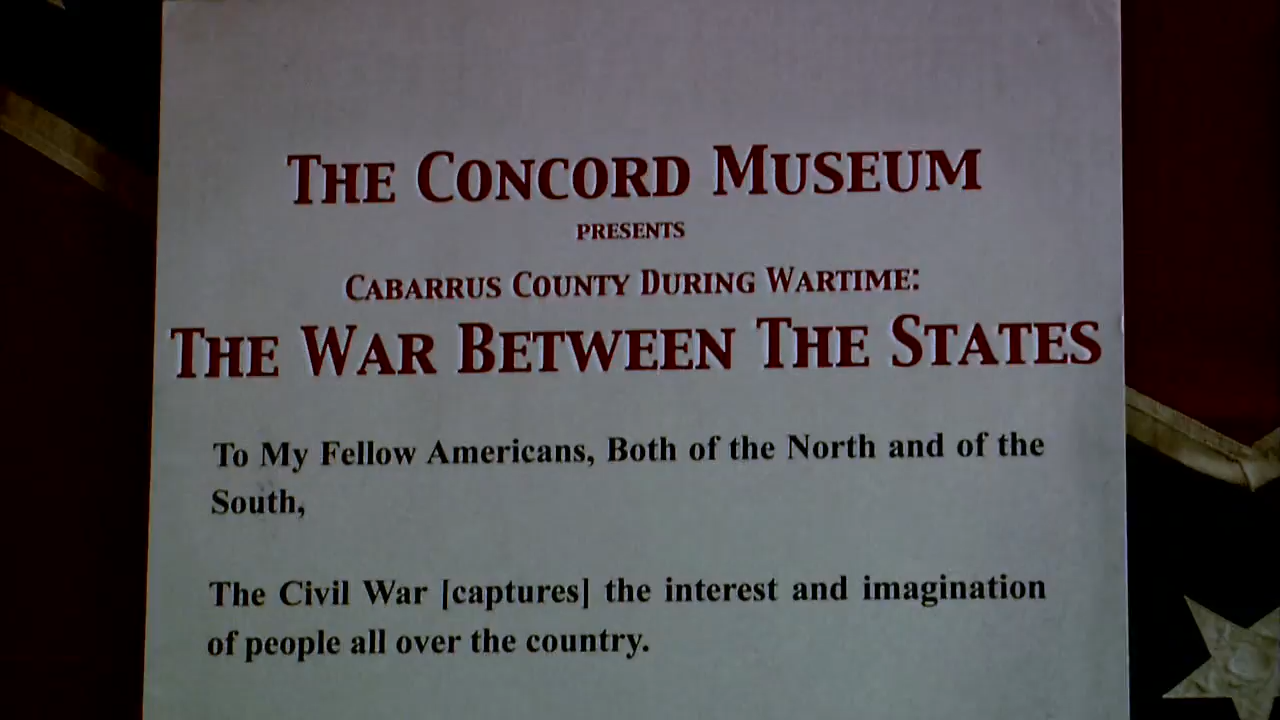 THE CONCORD MUSEUM
PRESENTS
CABARRUS COUNTY DURING WARTIME:
THE WAR BETWEEN THE STATES
To My Fellow Americans, Both of the North and of the
South,
The Civil War [captures] the interest and imagination
of people all over the country.